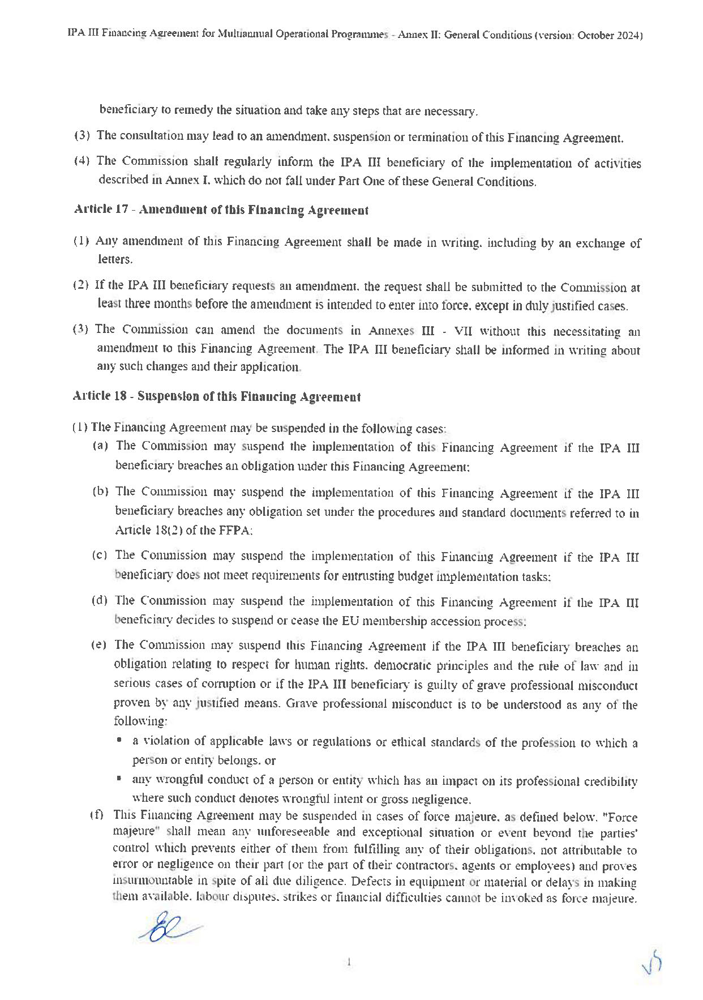 IPA III Financing Agreement for Multiannual Operational Programmes - Annex II: General Conditions (version: October 2024)
beneficiary to remedy the situation and take any steps that are necessary.
(3) The consultation may lead to an amendment, suspension or termination of this Financing Agreement.
(4) The Commission shall regularly inform the IPA III beneficiary of the implementation of activities
described in Annex I, which do not fall under Part One of these General Conditions.
Article 17 - Amendment of this Financing Agreement
(1) Any amendment of this Financing Agreement shall be made in writing, including by an exchange of
letters.
(2) If the IPA III beneficiary requests an amendment, the request shall be submitted to the Commission at
least three months before the amendment is intended to enter into force, except in duly justified cases.
(3) The Commission can amend the documents in Annexes III - VII without this necessitating an
amendment to this Financing Agreement. The IPA III beneficiary shall be informed in writing about
any such changes and their application.
Article 18 - Suspension of this Financing Agreement
(1) The Financing Agreement may be suspended in the following cases:
(a) The Commission may suspend the implementation of this Financing Agreement if the IPA III
beneficiary breaches an obligation under this Financing Agreement;
(b) The Commission may suspend the implementation of this Financing Agreement if the IPA III
beneficiary breaches any obligation set under the procedures and standard documents referred to in
Article 18(2) of the FFPA;
(c) The Commission may suspend the implementation of this Financing Agreement if the IPA III
beneficiary does not meet requirements for entrusting budget implementation tasks;
(d) The Commission may suspend the implementation of this Financing Agreement if the IPA III
beneficiary decides to suspend or cease the EU membership accession process;
(e) The Commission may suspend this Financing Agreement if the IPA III beneficiary breaches an
obligation relating to respect for human rights, democratic principles and the rule of law and in
serious cases of corruption or if the IPA III beneficiary is guilty of grave professional misconduct
proven by any justified means. Grave professional misconduct is to be understood as any of the
following:
▪ a violation of applicable laws or regulations or ethical standards of the profession to which a
person or entity belongs, or
▪ any wrongful conduct of a person or entity which has an impact on its professional credibility
where such conduct denotes wrongful intent or gross negligence.
(f) This Financing Agreement may be suspended in cases of force majeure, as defined below. "Force
majeure" shall mean any unforeseeable and exceptional situation or event beyond the parties'
control which prevents either of them from fulfilling any of their obligations, not attributable to
error or negligence on their part (or the part of their contractors, agents or employees) and proves
insurmountable in spite of all due diligence. Defects in equipment or material or delays in making
them available, labour disputes, strikes or financial difficulties cannot be invoked as force majeure.
1